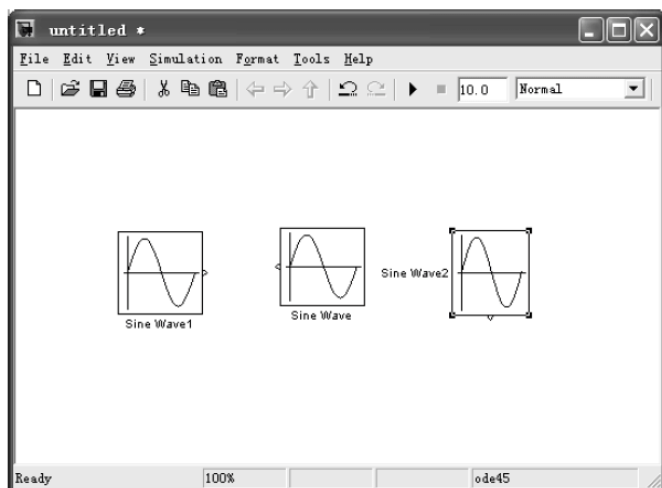 untitled *
File Edit View Simulation Format Tools Help
10.0 Normal
Sine Wave2
Sine Wave1
Sine Wave
Ready 100% ode45